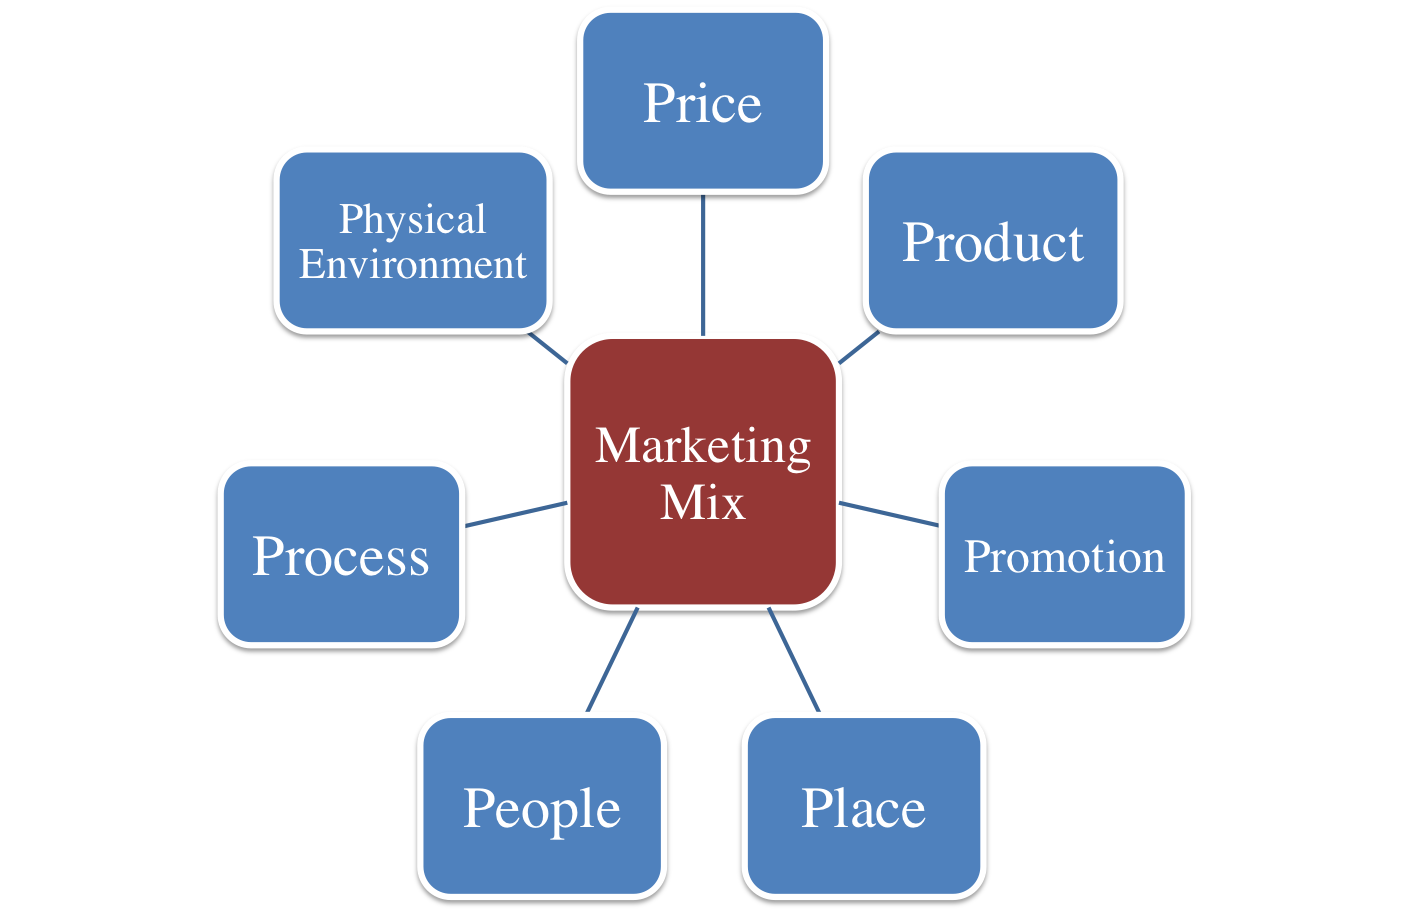 Price
Physical
Environment
Product
Marketing
Mix
Process
Promotion
People
Place